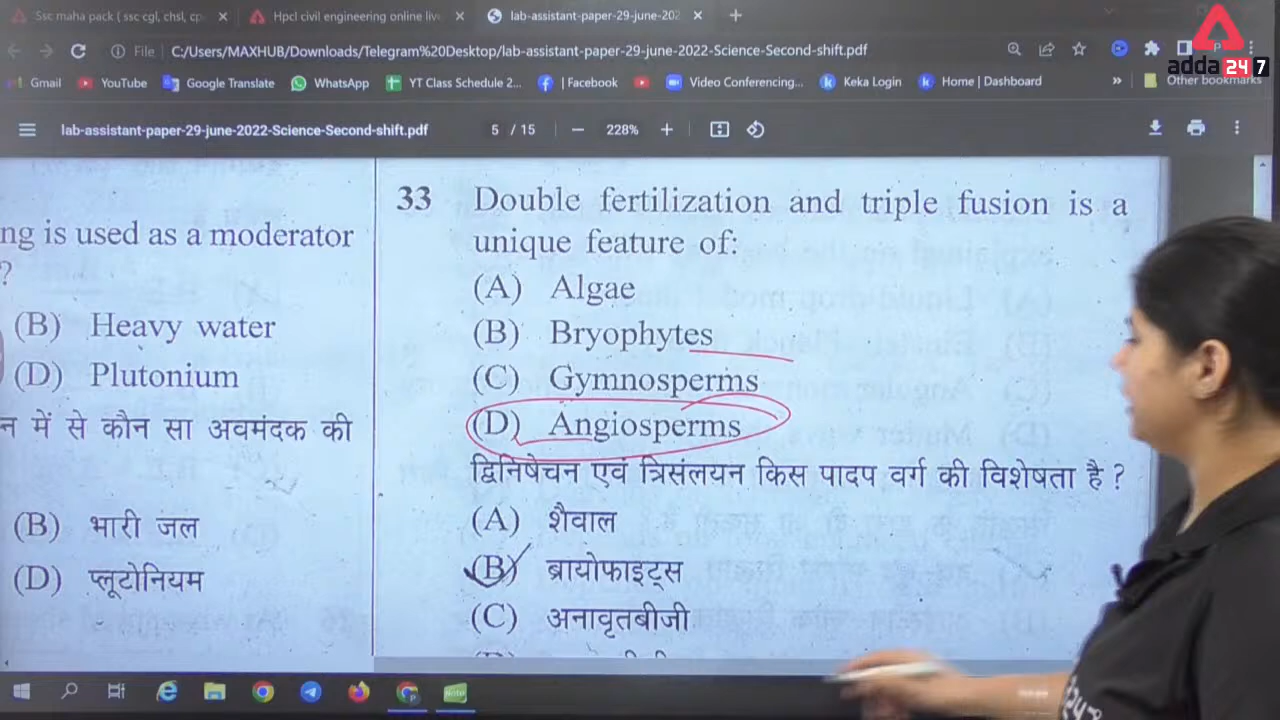 Ssc maha pack ( ssc cgl, chsl, cp
Hpcl civil engineering online live
lab-assistant-paper-29-june-202
File
C:/Users/MAXHUB/Downloads/Telegram%20Desktop/lab-assistant-paper-29-june-2022-Science-Second-shift.pdf
adda 24 7
Gmail
YouTube
Google Translate
WhatsApp
YT Class Schedule 2...
| Facebook
Video Conferencing...
Keka Login
Home | Dashboard
»
Other bookmarks
lab-assistant-paper-29-june-2022-Science-Second-shift.pdf
5 / 15
228%
ng is used as a moderator
?
(B) Heavy water
(D) Plutonium
न में से कौन सा अवमंदक की
(B) भारी जल
(D) प्लूटोनियम
33 Double fertilization and triple fusion is a
unique feature of:
(A) Algae
(B) Bryophytes
(C) Gymnosperms
(D) Angiosperms
द्विनिषेचन एवं त्रिसंलयन किस पादप वर्ग की विशेषता है ?
(A) शैवाल
(B) ब्रायोफाइट्स
(C) अनावृतबीजी